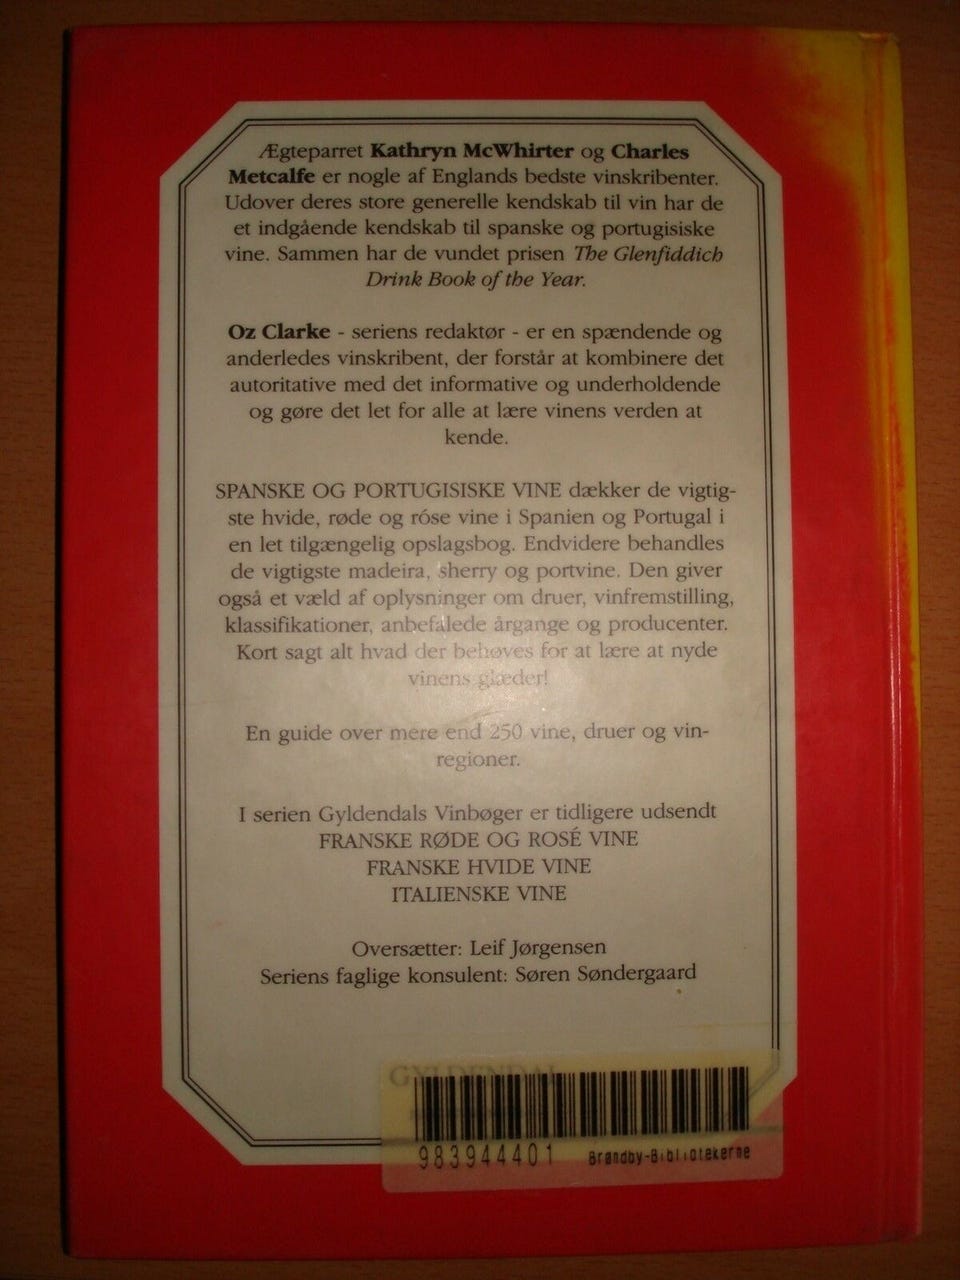 Ægteparret Kathryn McWhirter og Charles
Metcalfe er nogle af Englands bedste vinskribenter.
Udover deres store generelle kendskab til vin har de
et indgående kendskab til spanske og portugisiske
vine. Sammen har de vundet prisen The Glenfiddich
Drink Book of the Year.
Oz Clarke - seriens redaktør - er en spændende og
anderledes vinskribent, der forstår at kombinere det
autoritative med det informative og underholdende
og gøre det let for alle at lære vinens verden at
kende.
SPANSKE OG PORTUGISISKE VINE dækker de vigtig-
ste hvide, røde og róse vine i Spanien og Portugal i
en let tilgængelig opslagsbog. Endvidere behandles
de vigtigste madeira, sherry og portvine. Den giver
også et væld af oplysninger om druer, vinfremstilling,
klassifikationer, anbefalede årgange og producenter.
Kort sagt alt hvad der behøves for at lære at nyde
vinens glæder!
En guide over mere end 250 vine, druer og vin-
regioner.
I serien Gyldendals Vinbøger er tidligere udsendt
FRANSKE RØDE OG ROSÉ VINE
FRANSKE HVIDE VINE
ITALIENSKE VINE
Oversætter: Leif Jørgensen
Seriens faglige konsulent: Søren Søndergaard
GYLDENDAL
983944401 Brøndby-Bibliotekerne